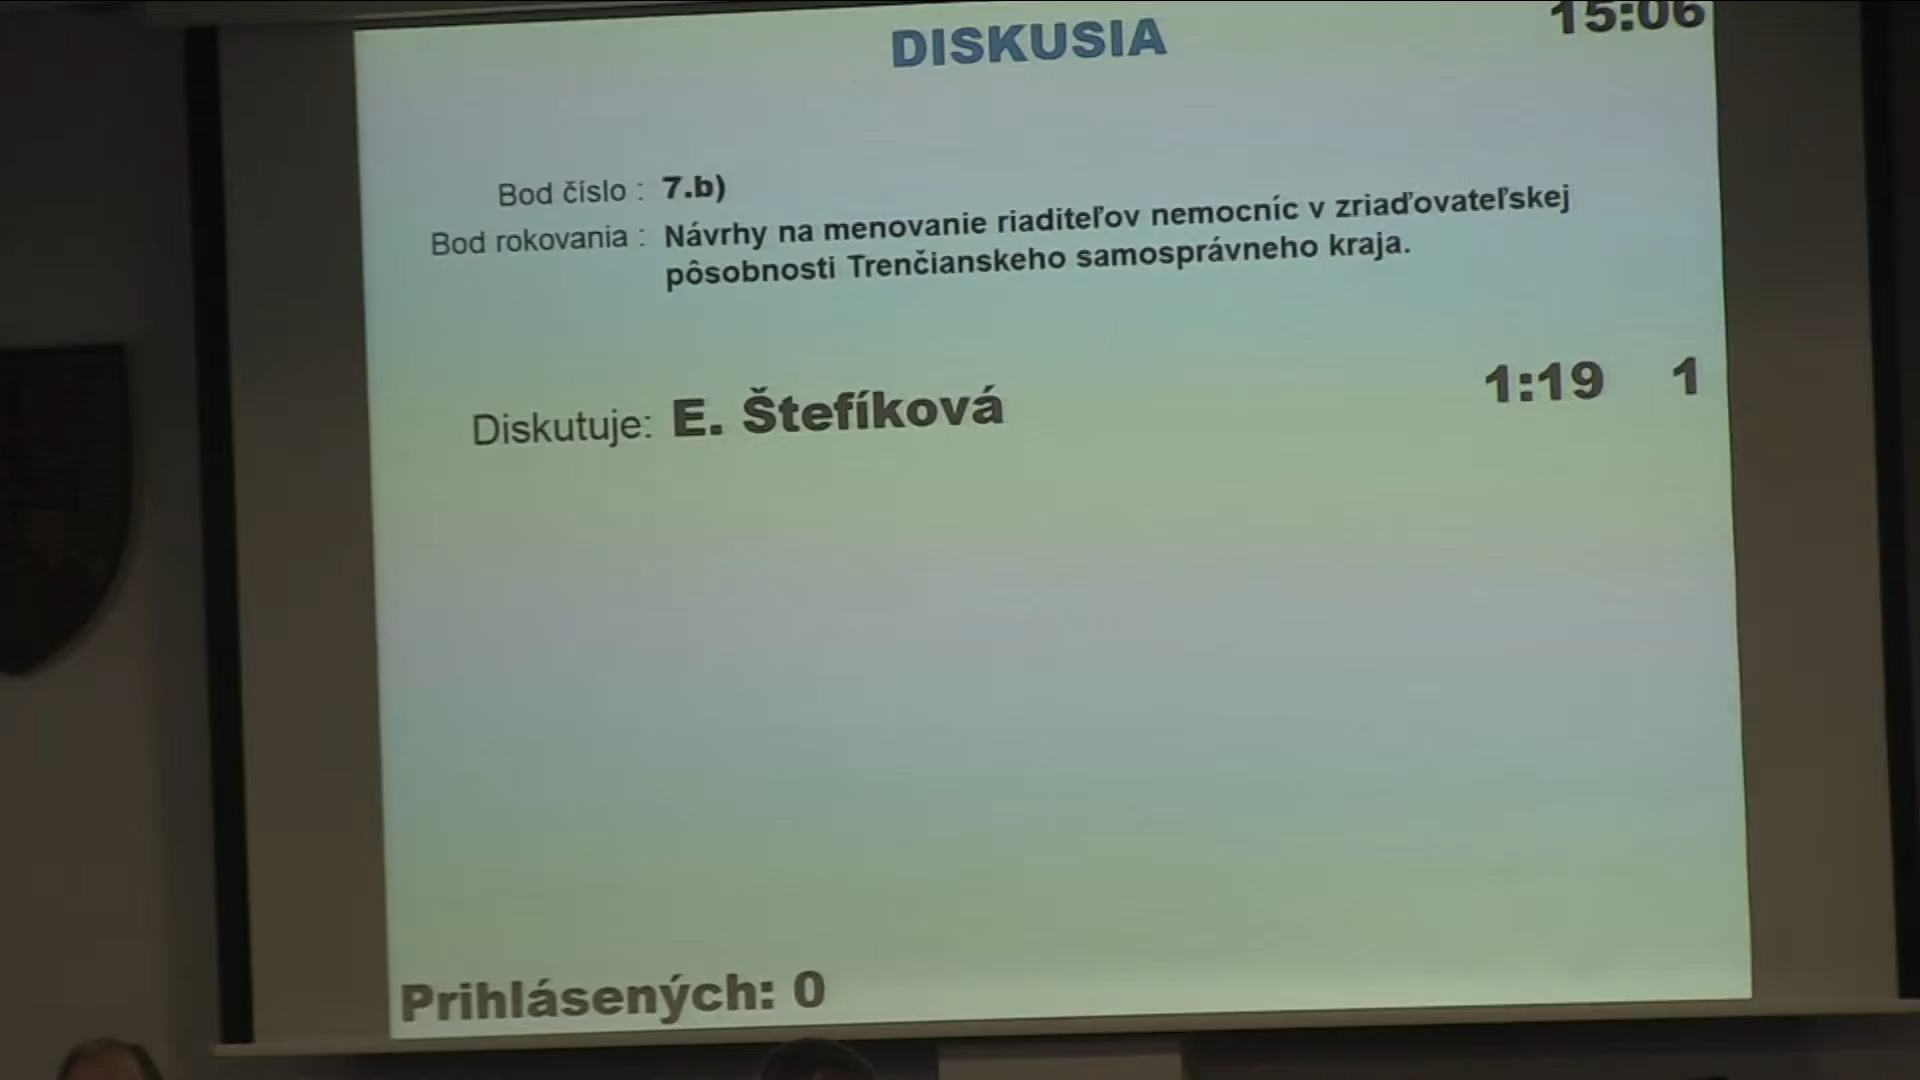 DISKUSIA
15:06
Bod číslo : 7.b)
Bod rokovania : Návrhy na menovanie riaditeľov nemocníc v zriaďovateľskej
pôsobnosti Trenčianskeho samosprávneho kraja.
Diskutuje: E. Štefíková 1:19 1
Prihlásených: 0